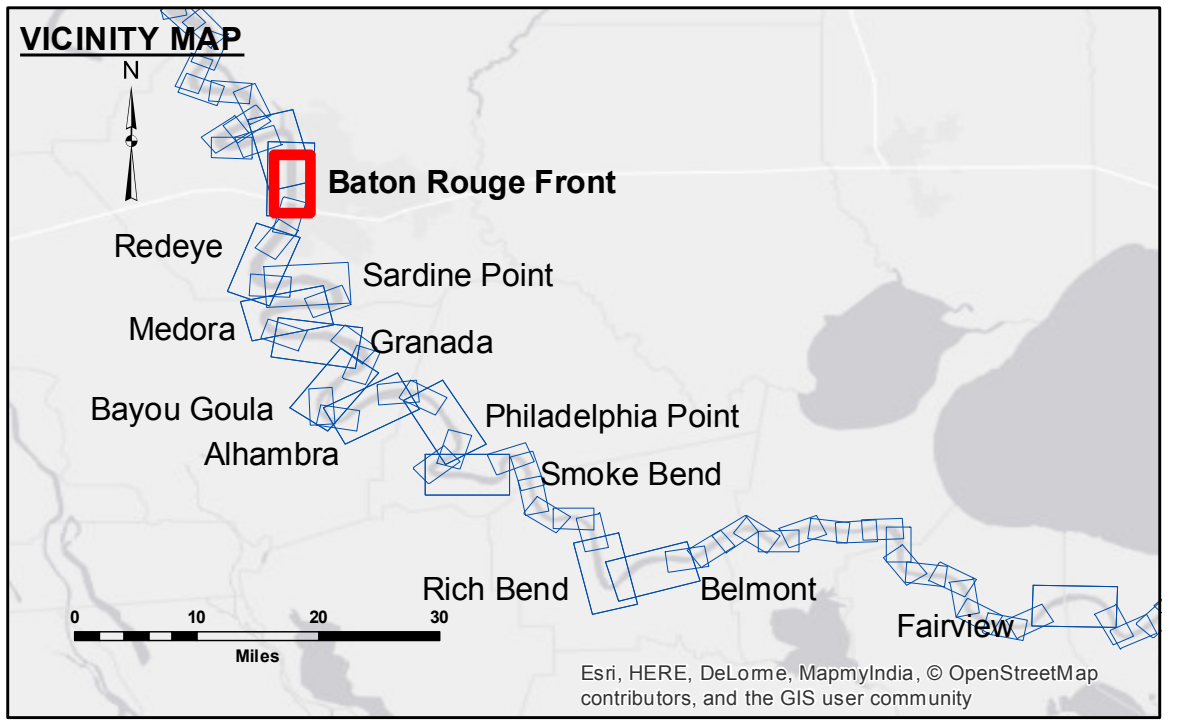 VICINITY MAP
N
Baton Rouge Front
Redeye
Sardine Point
Medora
Granada
Bayou Goula
Philadelphia Point
Alhambra
Smoke Bend
Rich Bend
Belmont
Fairview
0 10 20 30
Miles
Esri, HERE, DeLorme, MapmyIndia, © OpenStreetMap
contributors, and the GIS user community